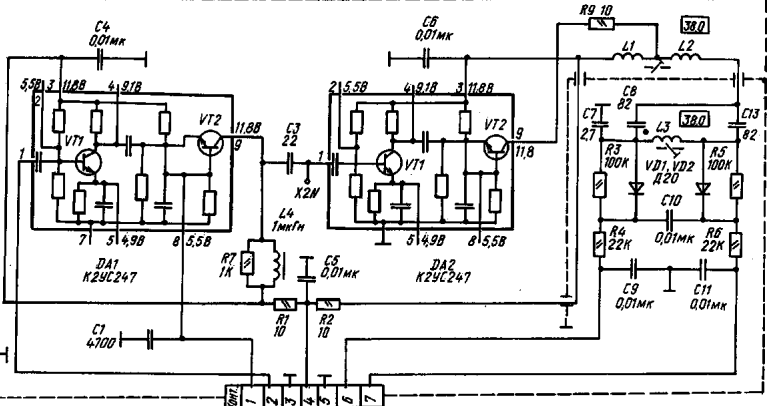 R9 10
38.0
C4
0,01мк
C6
0,01мк
L1
L2
5,5В
3
11,8В
4
9,1В
2
2
5,5В
4
9,1В
3
11,8В
C8
82
C7
2,7
38.0
C13
82
VT2
11,8В
9
VT1
1
C3
22
1
X2N
VT2
9
11,8
VT1
L3
R3
100К
VD1, VD2
Д20
R5
100К
C10
0,01мк
R4
22К
R6
22К
7
5
4,9В
8
5,5В
L4
1мкГн
5
4,9В
8
5,5В
DA1
К2УС247
R7
1К
C5
0,01мк
DA2
К2УС247
C9
0,01мк
C11
0,01мк
C1
4700
R1
10
R2
10
Конт.
1
2
3
4
5
6
7